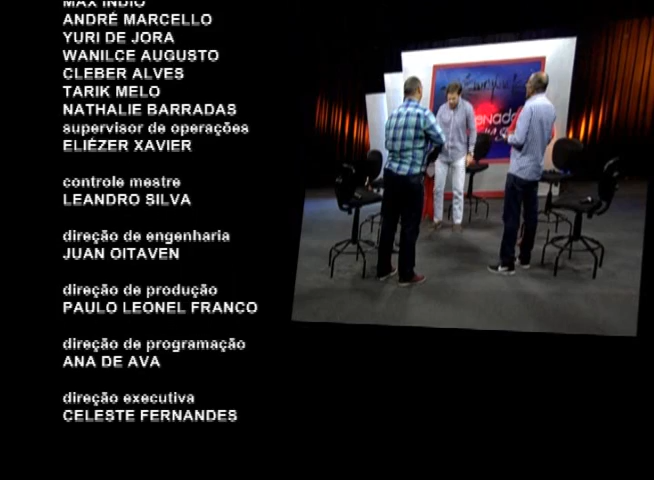 MAX INDIO
ANDRÉ MARCELLO
YURI DE JORA
WANILCE AUGUSTO
CLEBER ALVES
TARIK MELO
NATHALIE BARRADAS
supervisor de operações
ELIÉZER XAVIER
controle mestre
LEANDRO SILVA
direção de engenharia
JUAN OITAVEN
direção de produção
PAULO LEONEL FRANCO
direção de programação
ANA DE AVA
direção executiva
CELESTE FERNANDES